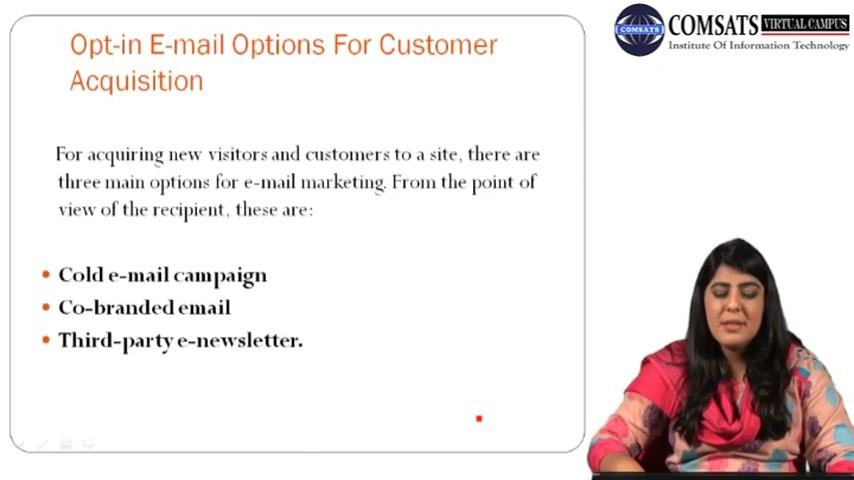 Opt-in E-mail Options For Customer
Acquisition
For acquiring new visitors and customers to a site, there are
three main options for e-mail marketing. From the point of
view of the recipient, these are:
• Cold e-mail campaign
• Co-branded email
• Third-party e-newsletter.
COMSATS
COMSATS VIRTUAL CAMPUS
Institute Of Information Technology